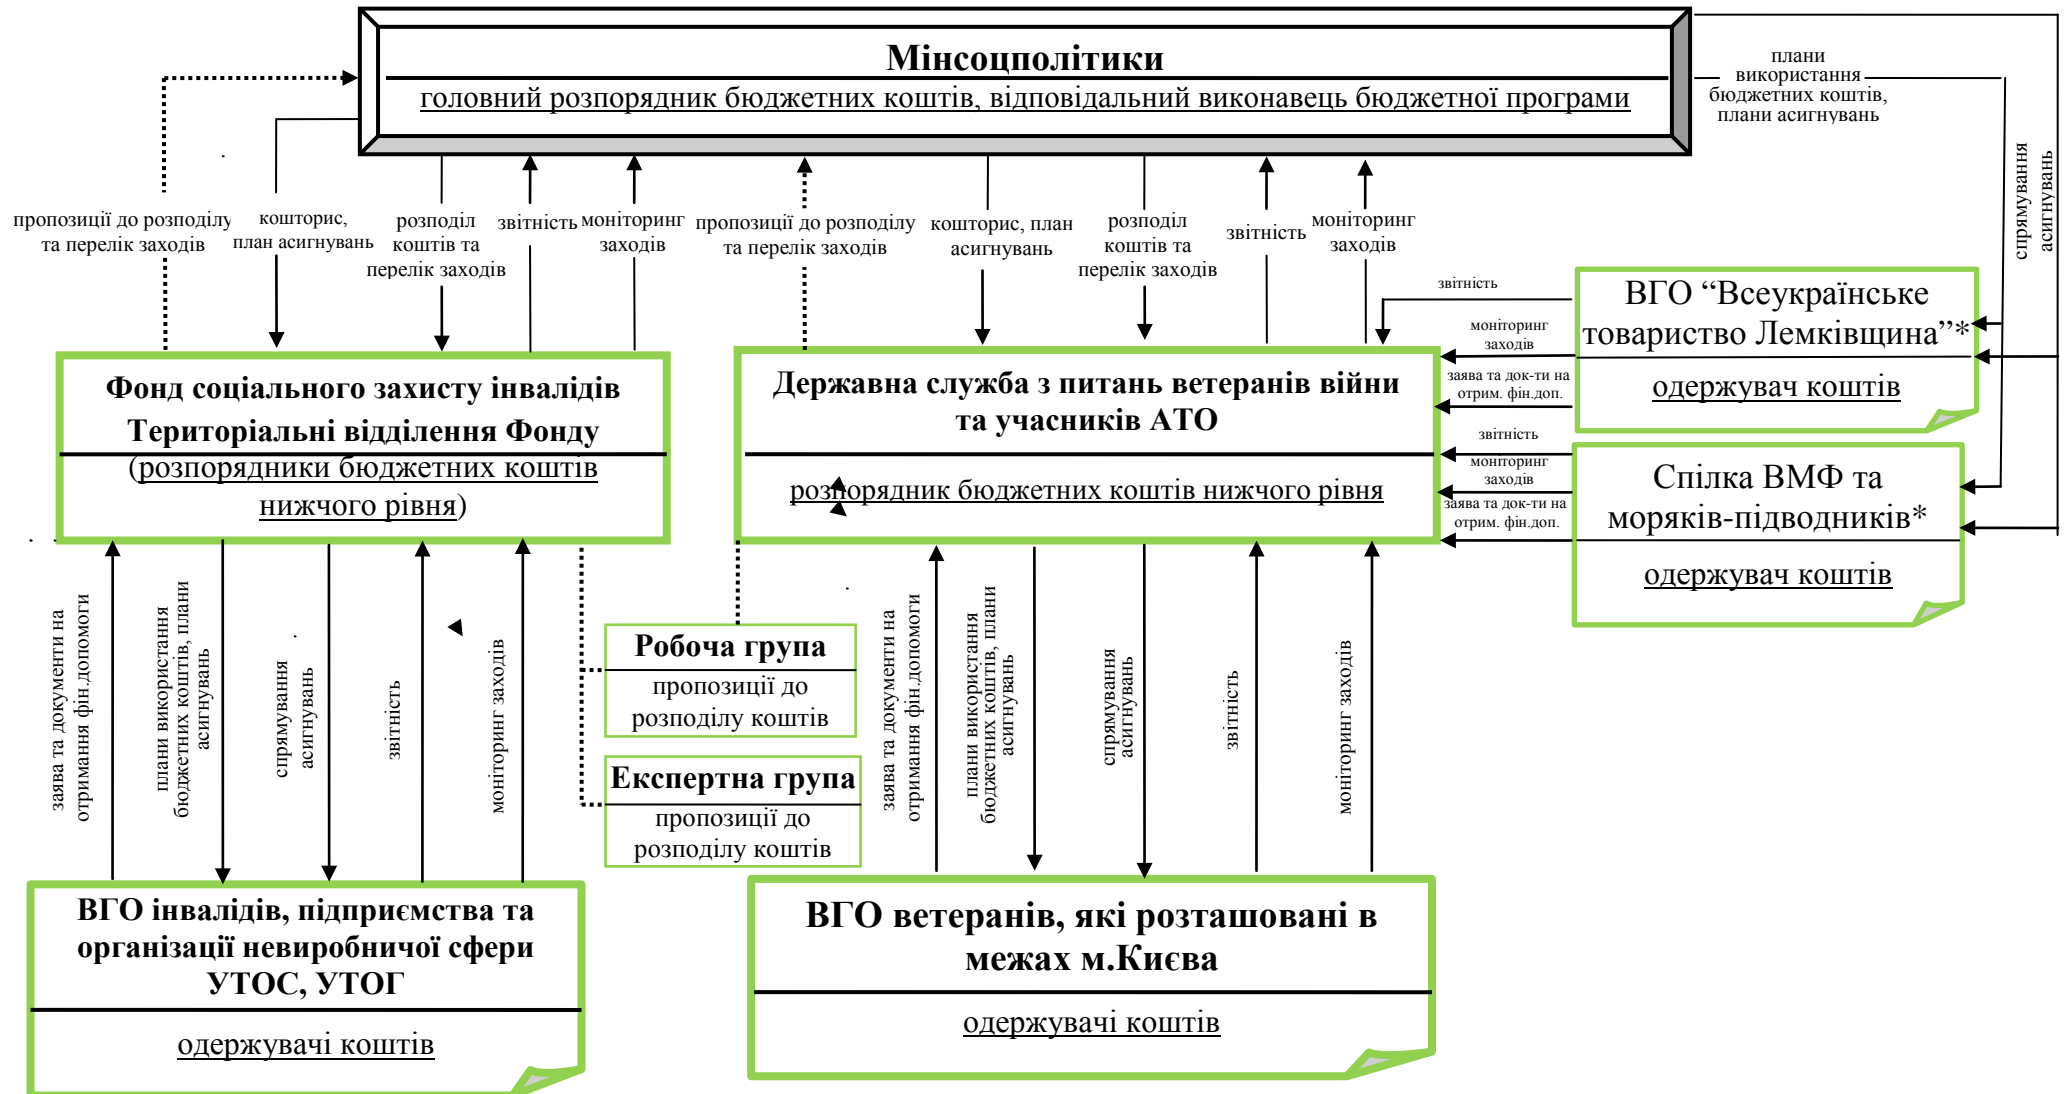 Мінсоцполітики
головний розпорядник бюджетних коштів, відповідальний виконавець бюджетної програми
плани
використання
бюджетних коштів,
плани асигнувань
спрямування
асигнувань
пропозиції до розподілу
та перелік заходів
кошторис,
план асигнувань
розподіл
коштів та
перелік заходів
звітність
моніторинг
заходів
пропозиції до розподілу
та перелік заходів
кошторис, план
асигнувань
розподіл
коштів та
перелік заходів
звітність
моніторинг
заходів
звітність
моніторинг
заходів
заява та док-ти на
отрим. фін.доп.
звітність
моніторинг
заходів
заява та док-ти на
отрим. фін.доп.
ВГО “Всеукраїнське
товариство Лемківщина”*
одержувач коштів
Спілка ВМФ та
моряків-підводників*
одержувач коштів
Фонд соціального захисту інвалідів
Територіальні відділення Фонду
(розпорядники бюджетних коштів
нижчого рівня)
Державна служба з питань ветеранів війни
та учасників АТО
розпорядник бюджетних коштів нижчого рівня
заява та документи на
отримання фін.допомоги
плани використання
бюджетних коштів, плани
асигнувань
спрямування
асигнувань
звітність
моніторинг заходів
Робоча група
пропозиції до
розподілу коштів
Експертна група
пропозиції до
розподілу коштів
заява та документи на
отримання фін.допомоги
плани використання
бюджетних коштів, плани
асигнувань
спрямування
асигнувань
звітність
моніторинг заходів
ВГО інвалідів, підприємства та
організації невиробничої сфери
УТОС, УТОГ
одержувачі коштів
ВГО ветеранів, які розташовані в
межах м.Києва
одержувачі коштів